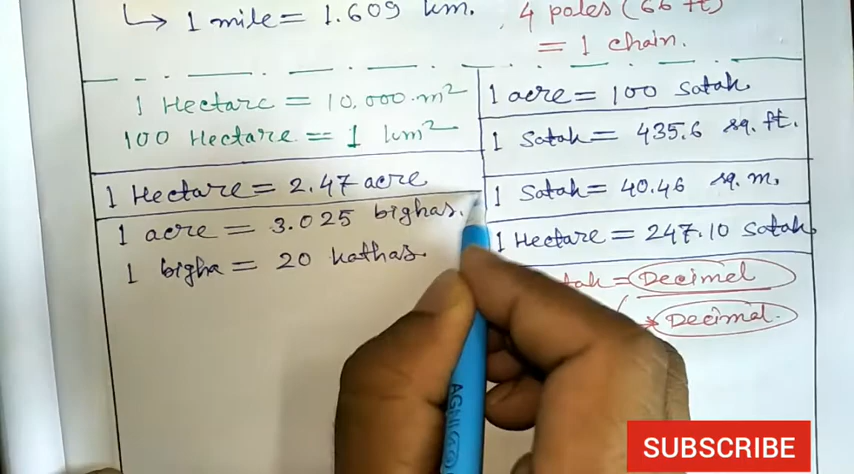 ↳ 1 mile = 1.609 km.
4 poles (66 ft)
= 1 chain.
1 Hectare = 10,000 m²
100 Hectare = 1 km²
1 Hectare = 2.47 acre
1 acre = 3.025 bighas.
1 bigha = 20 kathas.
1 acre = 100 Satak
1 Satak = 435.6 sq. ft.
1 Satak = 40.46 sq. m.
1 Hectare = 247.10 Satak
= Decimel
Decimal.
AGNI
SUBSCRIBE